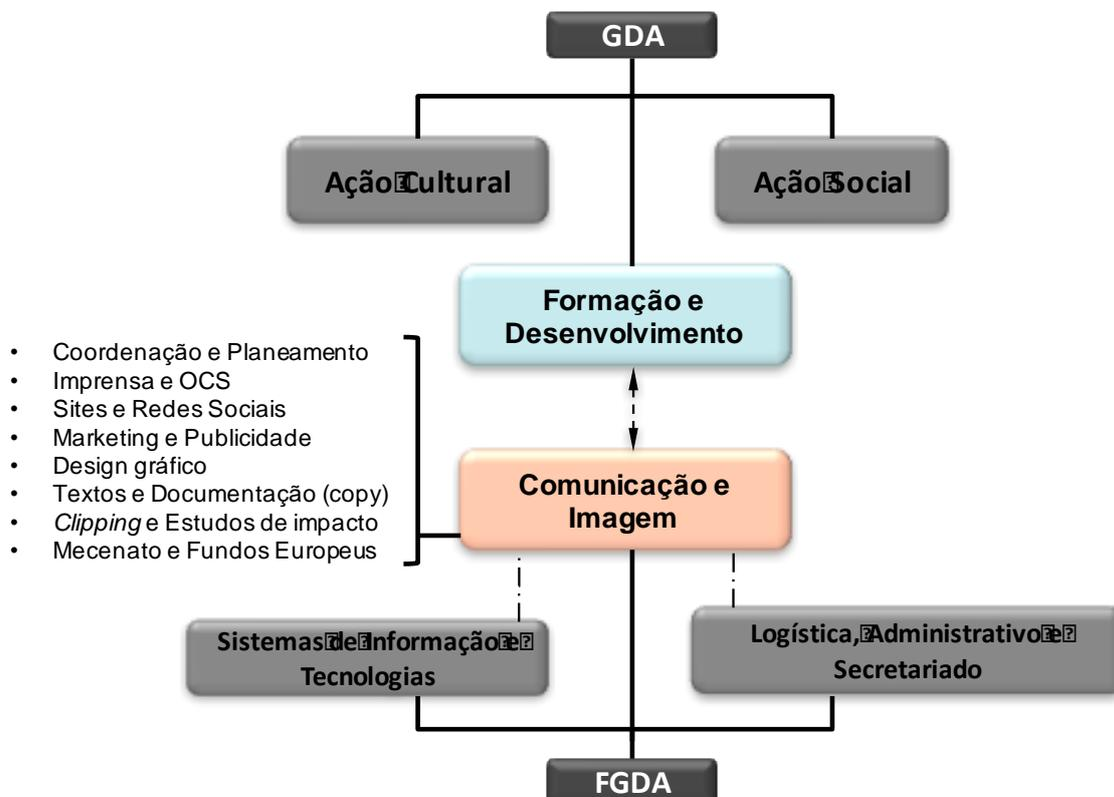 GDA
Ação Cultural
Ação Social
Formação e
Desenvolvimento
• Coordenação e Planeamento
• Imprensa e OCS
• Sites e Redes Sociais
• Marketing e Publicidade
• Design gráfico
• Textos e Documentação (copy)
• Clipping e Estudos de impacto
• Mecenato e Fundos Europeus
Comunicação e
Imagem
Sistemas de Informação e
Tecnologias
Logística, Administrativo e
Secretariado
FGDA